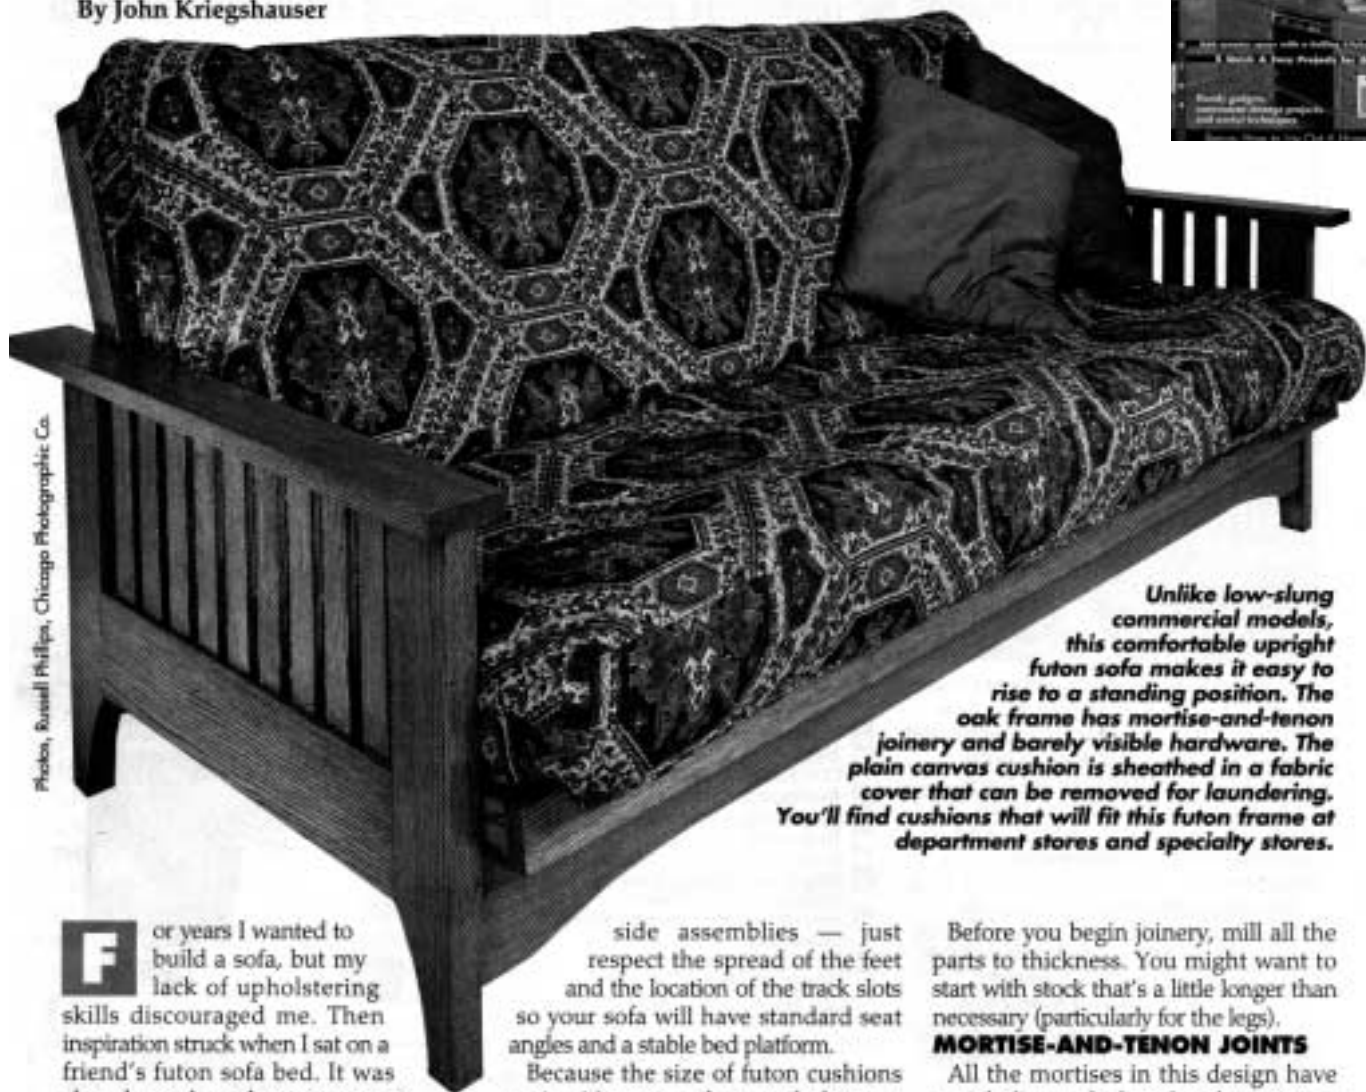 By John Kriegshauser
Photos, Russell Phillips, Chicago Photographic Co.
Unlike low-slung
commercial models,
this comfortable upright
futon sofa makes it easy to
rise to a standing position. The
oak frame has mortise-and-tenon
joinery and barely visible hardware. The
plain canvas cushion is sheathed in a fabric
cover that can be removed for laundering.
You'll find cushions that will fit this futon frame at
department stores and specialty stores.
For years I wanted to
build a sofa, but my
lack of upholstering
skills discouraged me. Then
inspiration struck when I sat on a
friend's futon sofa bed. It was
side assemblies — just
respect the spread of the feet
and the location of the track slots
so your sofa will have standard seat
angles and a stable bed platform.
Because the size of futon cushions
Before you begin joinery, mill all the
parts to thickness. You might want to
start with stock that's a little longer than
necessary (particularly for the legs).
MORTISE-AND-TENON JOINTS
All the mortises in this design have